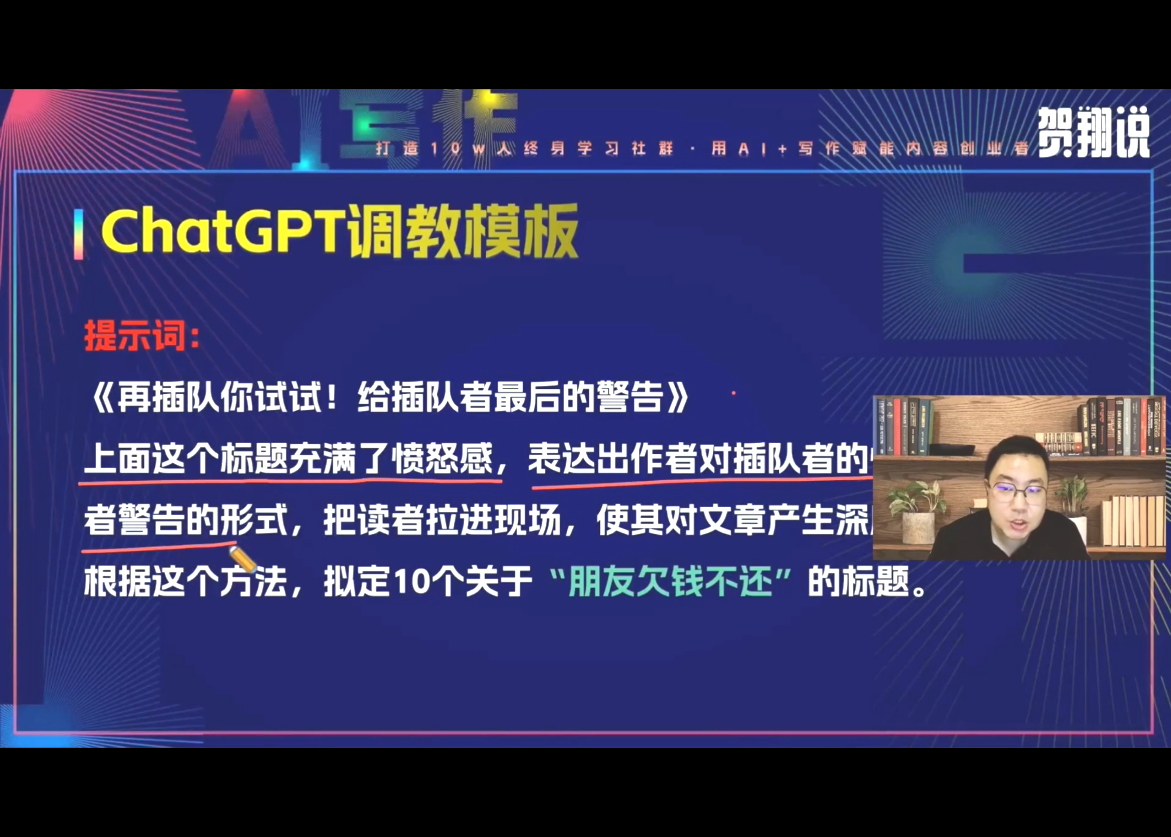 AI写作
打造10w人终身学习社群·用AI+写作赋能内容创业者
贺翔说
ChatGPT调教模板
提示词：
《再插队你试试！给插队者最后的警告》
上面这个标题充满了愤怒感，表达出作者对插队者的
者警告的形式，把读者拉进现场，使其对文章产生深
根据这个方法，拟定10个关于“朋友欠钱不还”的标题。